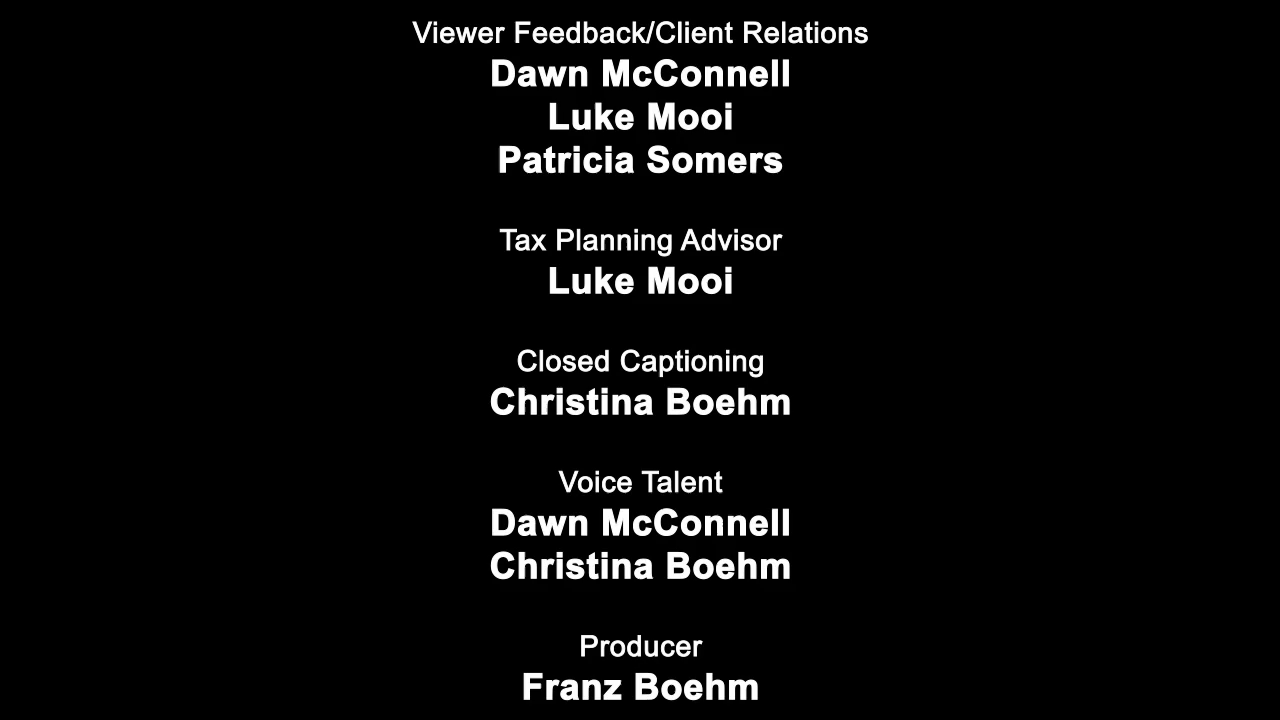 Viewer Feedback/Client Relations
Dawn McConnell
Luke Mooi
Patricia Somers
Tax Planning Advisor
Luke Mooi
Closed Captioning
Christina Boehm
Voice Talent
Dawn McConnell
Christina Boehm
Producer
Franz Boehm